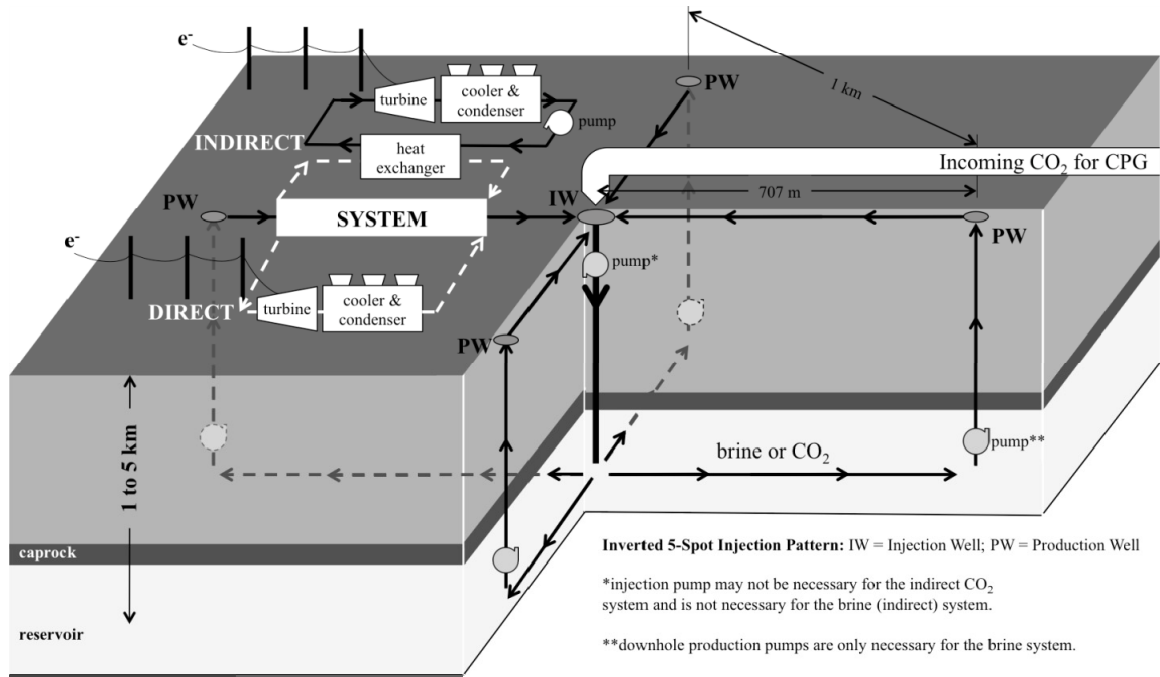 e-
PW
1 km
turbine
cooler &
condenser
pump
INDIRECT
heat
exchanger
Incoming CO2 for CPG
707 m
PW
SYSTEM
IW
PW
e-
pump*
DIRECT
turbine
cooler &
condenser
PW
1 to 5 km
pump**
brine or CO2
caprock
reservoir
Inverted 5-Spot Injection Pattern: IW = Injection Well; PW = Production Well
*injection pump may not be necessary for the indirect CO2
system and is not necessary for the brine (indirect) system.
**downhole production pumps are only necessary for the brine system.